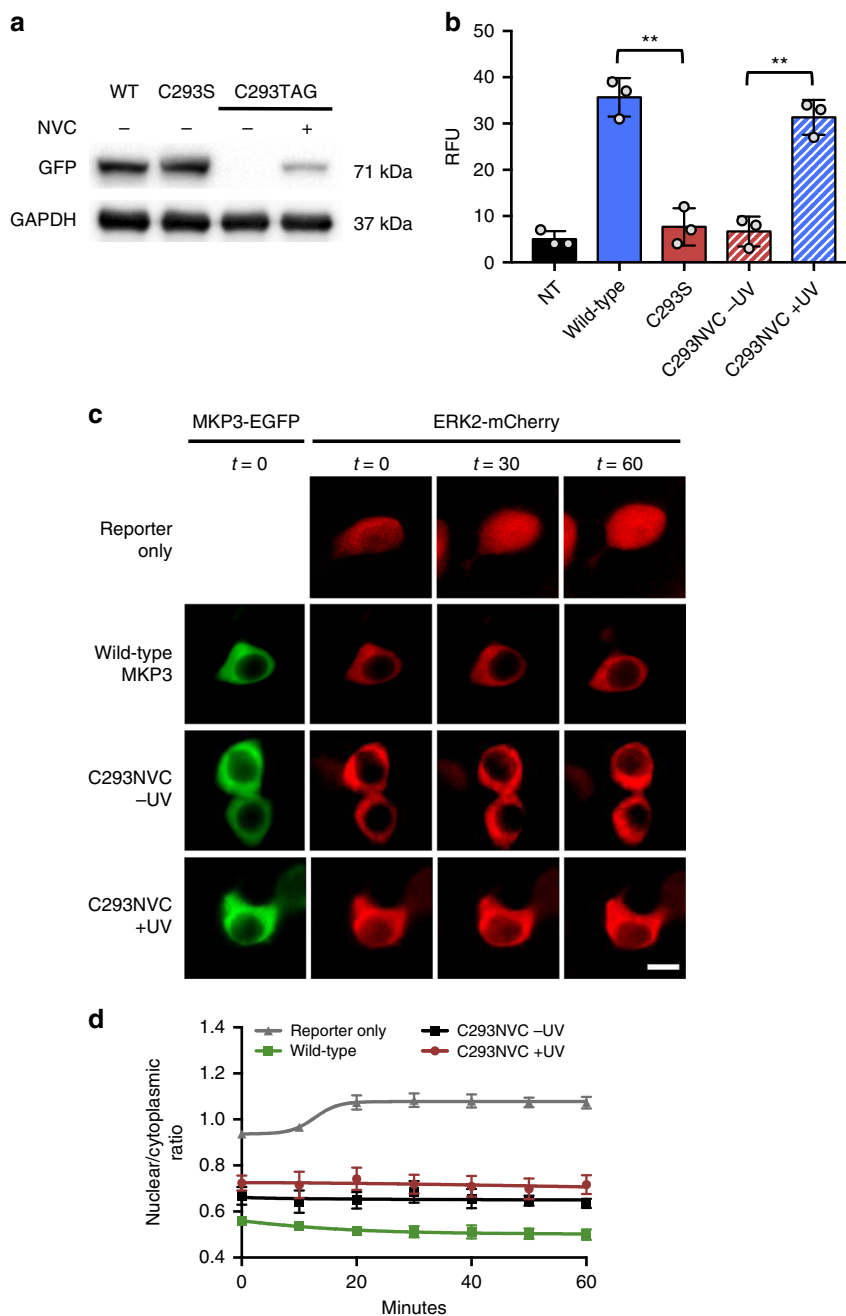 a
WT C293S C293TAG
NVC – – – +
GFP 71 kDa
GAPDH 37 kDa
b
** **
50
40
30
20
10
0
RFU
NT Wild-type C293S C293NVC –UV C293NVC +UV
c
MKP3-EGFP ERK2-mCherry
t = 0 t = 0 t = 30 t = 60
Reporter
only
Wild-type
MKP3
C293NVC
–UV
C293NVC
+UV
d
Reporter only C293NVC –UV
Wild-type C293NVC +UV
1.4
1.2
1.0
0.8
0.6
0.4
Nuclear/cytoplasmic
ratio
0 20 40 60
Minutes